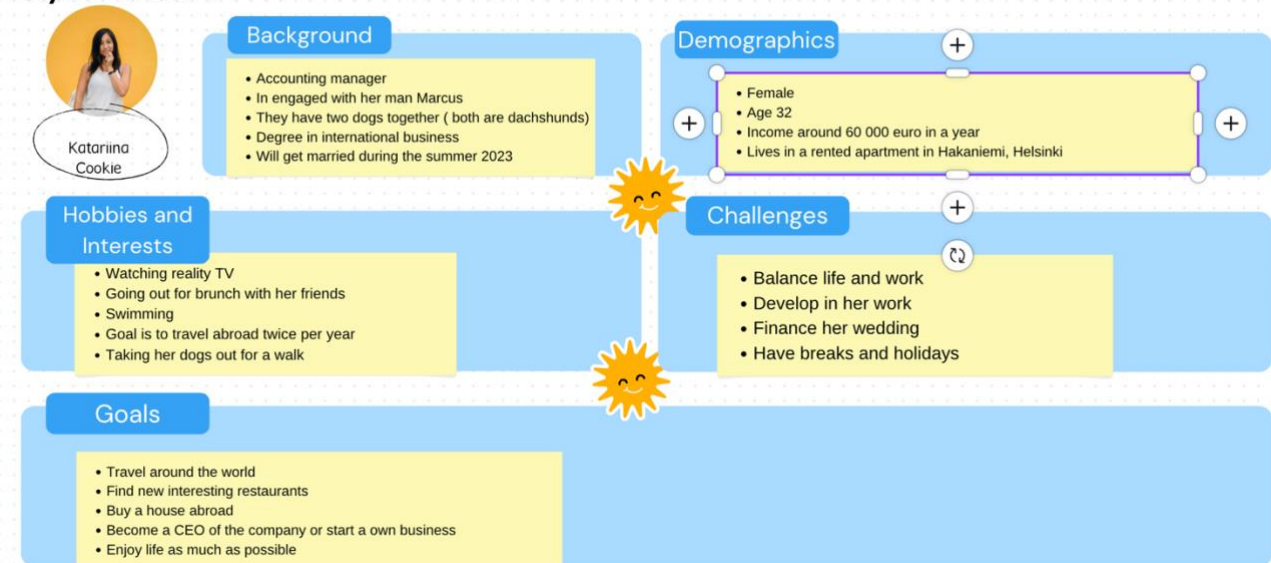 Katariina
Cookie
Background
• Accounting manager
• In engaged with her man Marcus
• They have two dogs together ( both are dachshunds)
• Degree in international business
• Will get married during the summer 2023
Demographics
• Female
• Age 32
• Income around 60 000 euro in a year
• Lives in a rented apartment in Hakaniemi, Helsinki
Hobbies and
Interests
• Watching reality TV
• Going out for brunch with her friends
• Swimming
• Goal is to travel abroad twice per year
• Taking her dogs out for a walk
Challenges
• Balance life and work
• Develop in her work
• Finance her wedding
• Have breaks and holidays
Goals
• Travel around the world
• Find new interesting restaurants
• Buy a house abroad
• Become a CEO of the company or start a own business
• Enjoy life as much as possible